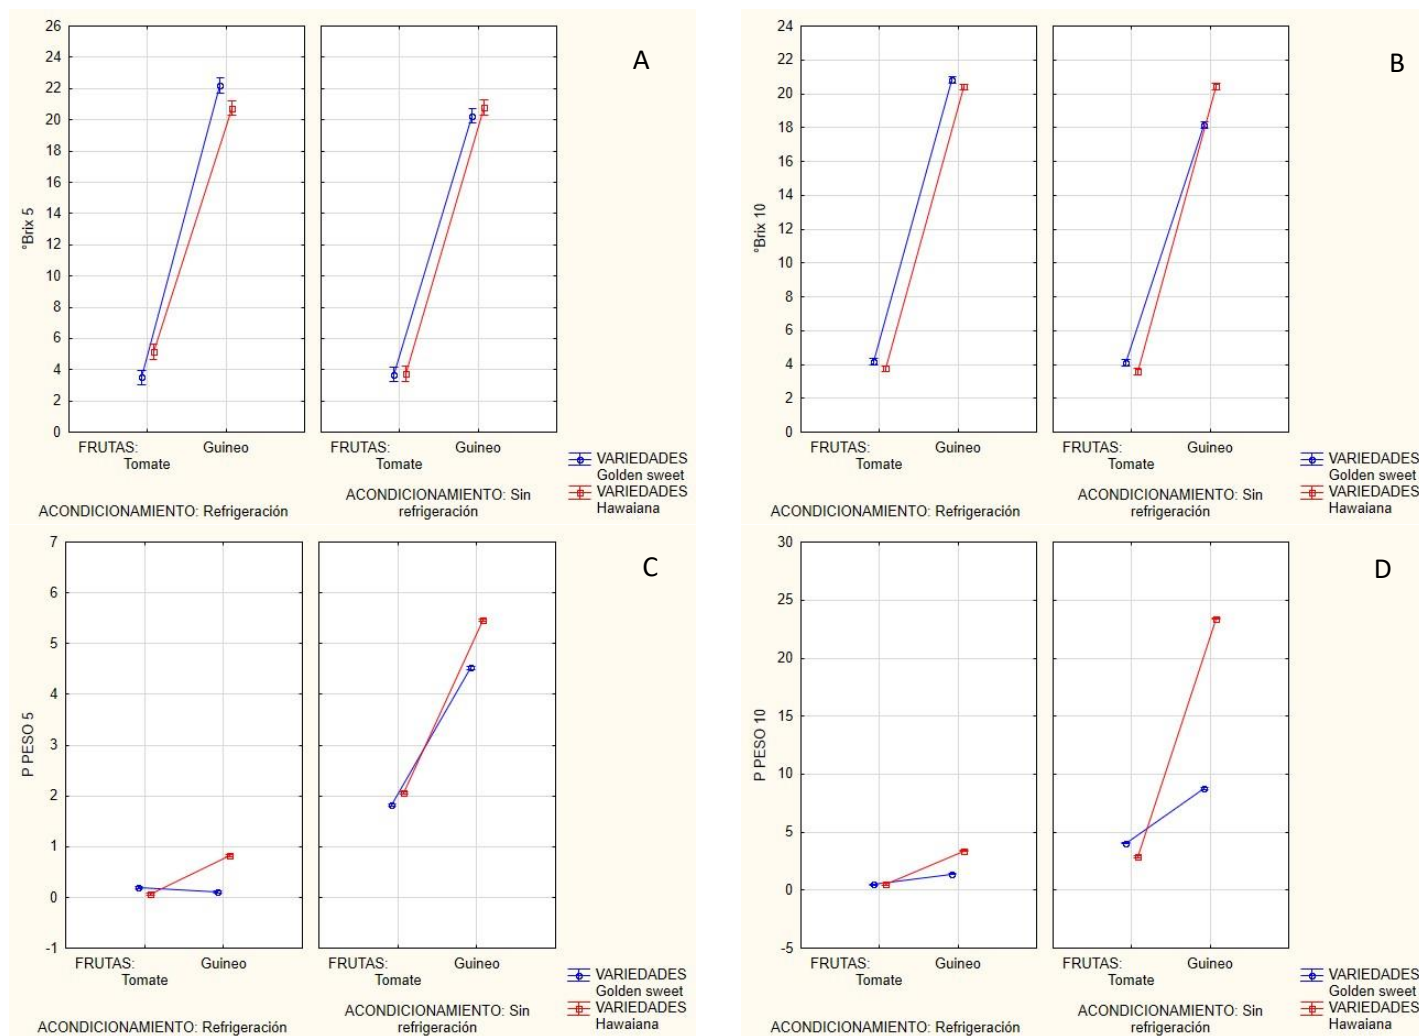 A
26
24
22
20
18
16
14
12
10
8
6
4
2
0
°Brix 5
FRUTAS:
Tomate
Guineo
FRUTAS:
Tomate
Guineo
ACONDICIONAMIENTO: Refrigeración
ACONDICIONAMIENTO: Sin
refrigeración
VARIEDADES
Golden sweet
VARIEDADES
Hawaiana
B
24
22
20
18
16
14
12
10
8
6
4
2
0
°Brix 10
FRUTAS:
Tomate
Guineo
FRUTAS:
Tomate
Guineo
ACONDICIONAMIENTO: Refrigeración
ACONDICIONAMIENTO: Sin
refrigeración
VARIEDADES
Golden sweet
VARIEDADES
Hawaiana
C
7
6
5
4
3
2
1
0
-1
P PESO 5
FRUTAS:
Tomate
Guineo
FRUTAS:
Tomate
Guineo
ACONDICIONAMIENTO: Refrigeración
ACONDICIONAMIENTO: Sin
refrigeración
VARIEDADES
Golden sweet
VARIEDADES
Hawaiana
D
30
25
20
15
10
5
0
-5
P PESO 10
FRUTAS:
Tomate
Guineo
FRUTAS:
Tomate
Guineo
ACONDICIONAMIENTO: Refrigeración
ACONDICIONAMIENTO: Sin
refrigeración
VARIEDADES
Golden sweet
VARIEDADES
Hawaiana